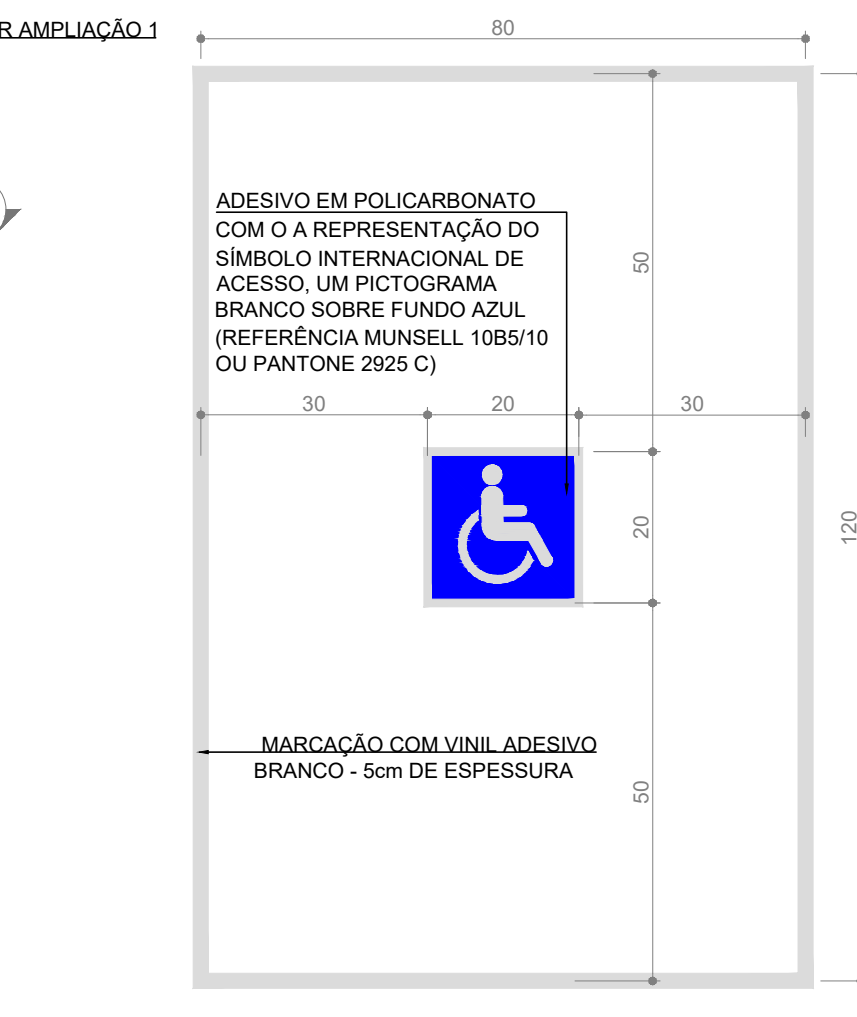 R AMPLIAÇÃO 1
80
ADESIVO EM POLICARBONATO
COM O A REPRESENTAÇÃO DO
SÍMBOLO INTERNACIONAL DE
ACESSO, UM PICTOGRAMA
BRANCO SOBRE FUNDO AZUL
(REFERÊNCIA MUNSELL 10B5/10
OU PANTONE 2925 C)
50
30
20
30
20
120
MARCAÇÃO COM VINIL ADESIVO
BRANCO - 5cm DE ESPESSURA
50